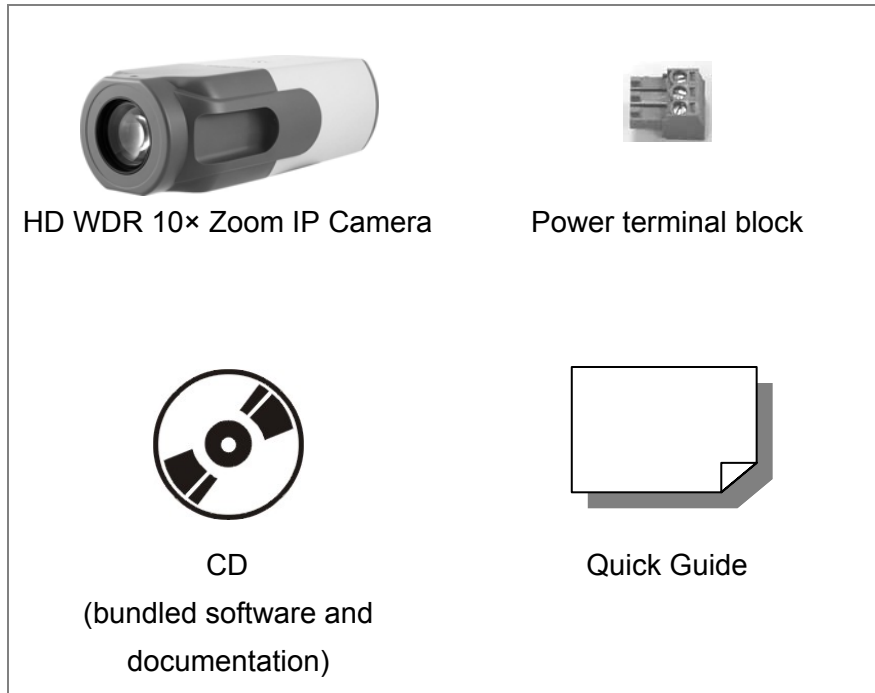 HD WDR 10× Zoom IP Camera
Power terminal block
CD
(bundled software and
documentation)
Quick Guide